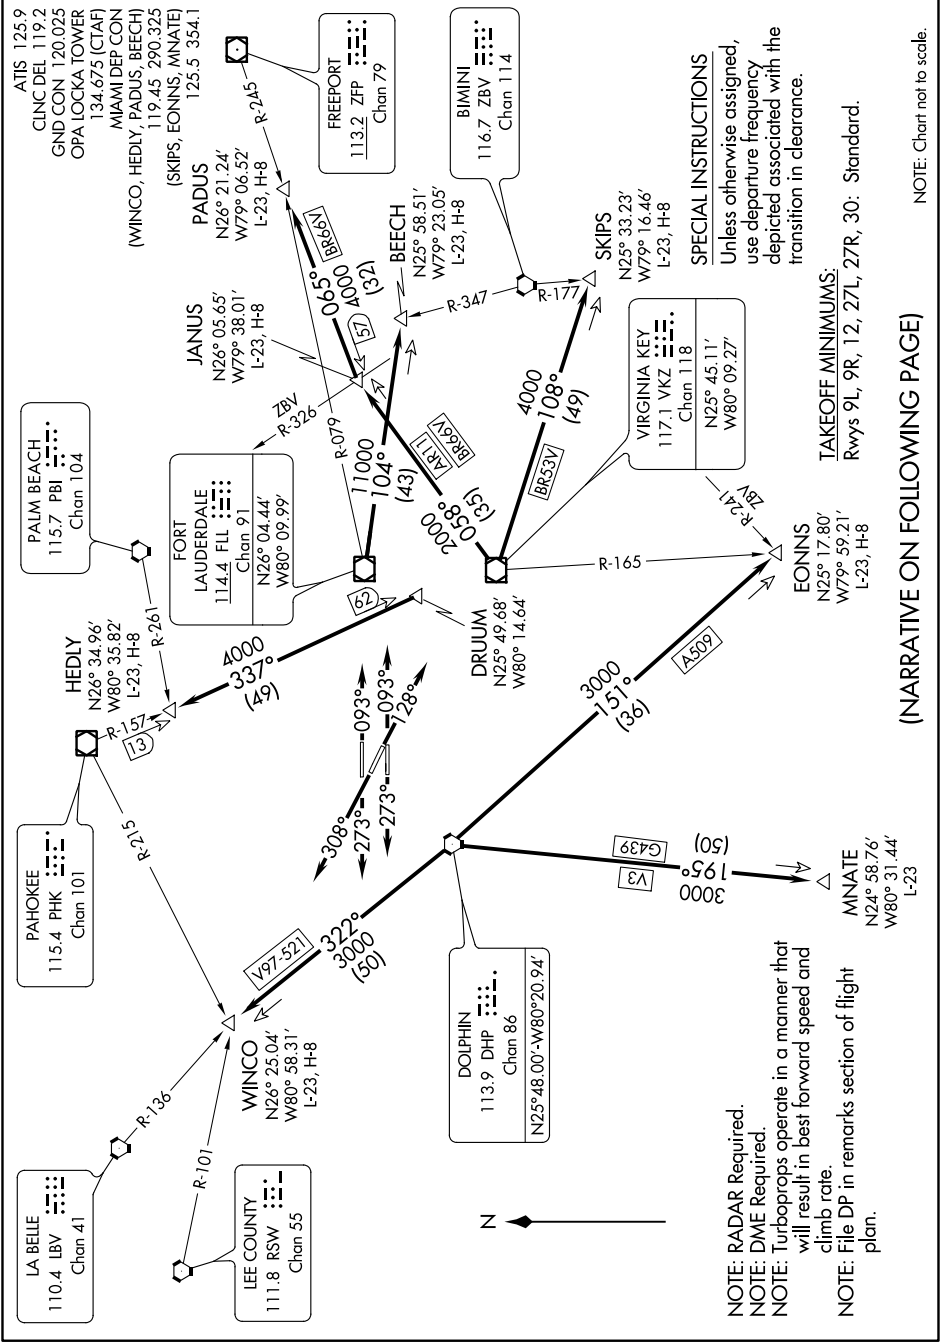 ATIS 125.9
CLNC DEL 119.2
GND CON 120.025
OPA LOCKA TOWER
134.675 (CTAF)
MIAMI DEP CON
(WINCO, HEDLY, PADUS, BEECH)
119.45 290.325
(SKIPS, EONNS, MNATE)
125.5 354.1
LA BELLE
110.4 LBV
Chan 41
R-136
LEE COUNTY
111.8 RSW
Chan 55
R-101
WINCO
N26° 25.04′
W80° 58.31′
L-23, H-8
PAHOKEE
115.4 PHK
Chan 101
R-215
R-157
13
HEDLY
N26° 34.96′
W80° 35.82′
L-23, H-8
PALM BEACH
115.7 PBI
Chan 104
R-261
4000
337°
(49)
62
FORT
LAUDERDALE
114.4 FLL
Chan 91
N26° 04.44′
W80° 09.99′
R-079
ZBV
R-326
11000
104°
(43)
JANUS
N26° 05.65′
W79° 38.01′
L-23, H-8
57
065°
4000
(32)
BR66V
PADUS
N26° 21.24′
W79° 06.52′
L-23, H-8
R-245
FREEPORT
113.2 ZFP
Chan 79
BEECH
N25° 58.51′
W79° 23.05′
L-23, H-8
BIMINI
116.7 ZBV
Chan 114
R-347
R-177
SKIPS
N25° 33.23′
W79° 16.46′
L-23, H-8
AR11
BR66V
2000
058°
(35)
4000
108°
(49)
BR53V
VIRGINIA KEY
117.1 VKZ
Chan 118
N25° 45.11′
W80° 09.27′
R-165
R-241
ZBV
DRUUM
N25° 49.68′
W80° 14.64′
308°
273°
273°
093°
093°
128°
V97-521
322°
3000
(50)
DOLPHIN
113.9 DHP
Chan 86
N25°48.00′-W80°20.94′
3000
151°
(36)
A509
EONNS
N25° 17.80′
W79° 59.21′
L-23, H-8
V3
G439
3000
195°
(50)
MNATE
N24° 58.76′
W80° 31.44′
L-23
N
SPECIAL INSTRUCTIONS
Unless otherwise assigned,
use departure frequency
depicted associated with the
transition in clearance.
TAKEOFF MINIMUMS:
Rwys 9L, 9R, 12, 27L, 27R, 30: Standard.
NOTE: RADAR Required.
NOTE: DME Required.
NOTE: Turboprops operate in a manner that
will result in best forward speed and
climb rate.
NOTE: File DP in remarks section of flight
plan.
(NARRATIVE ON FOLLOWING PAGE)
NOTE: Chart not to scale.